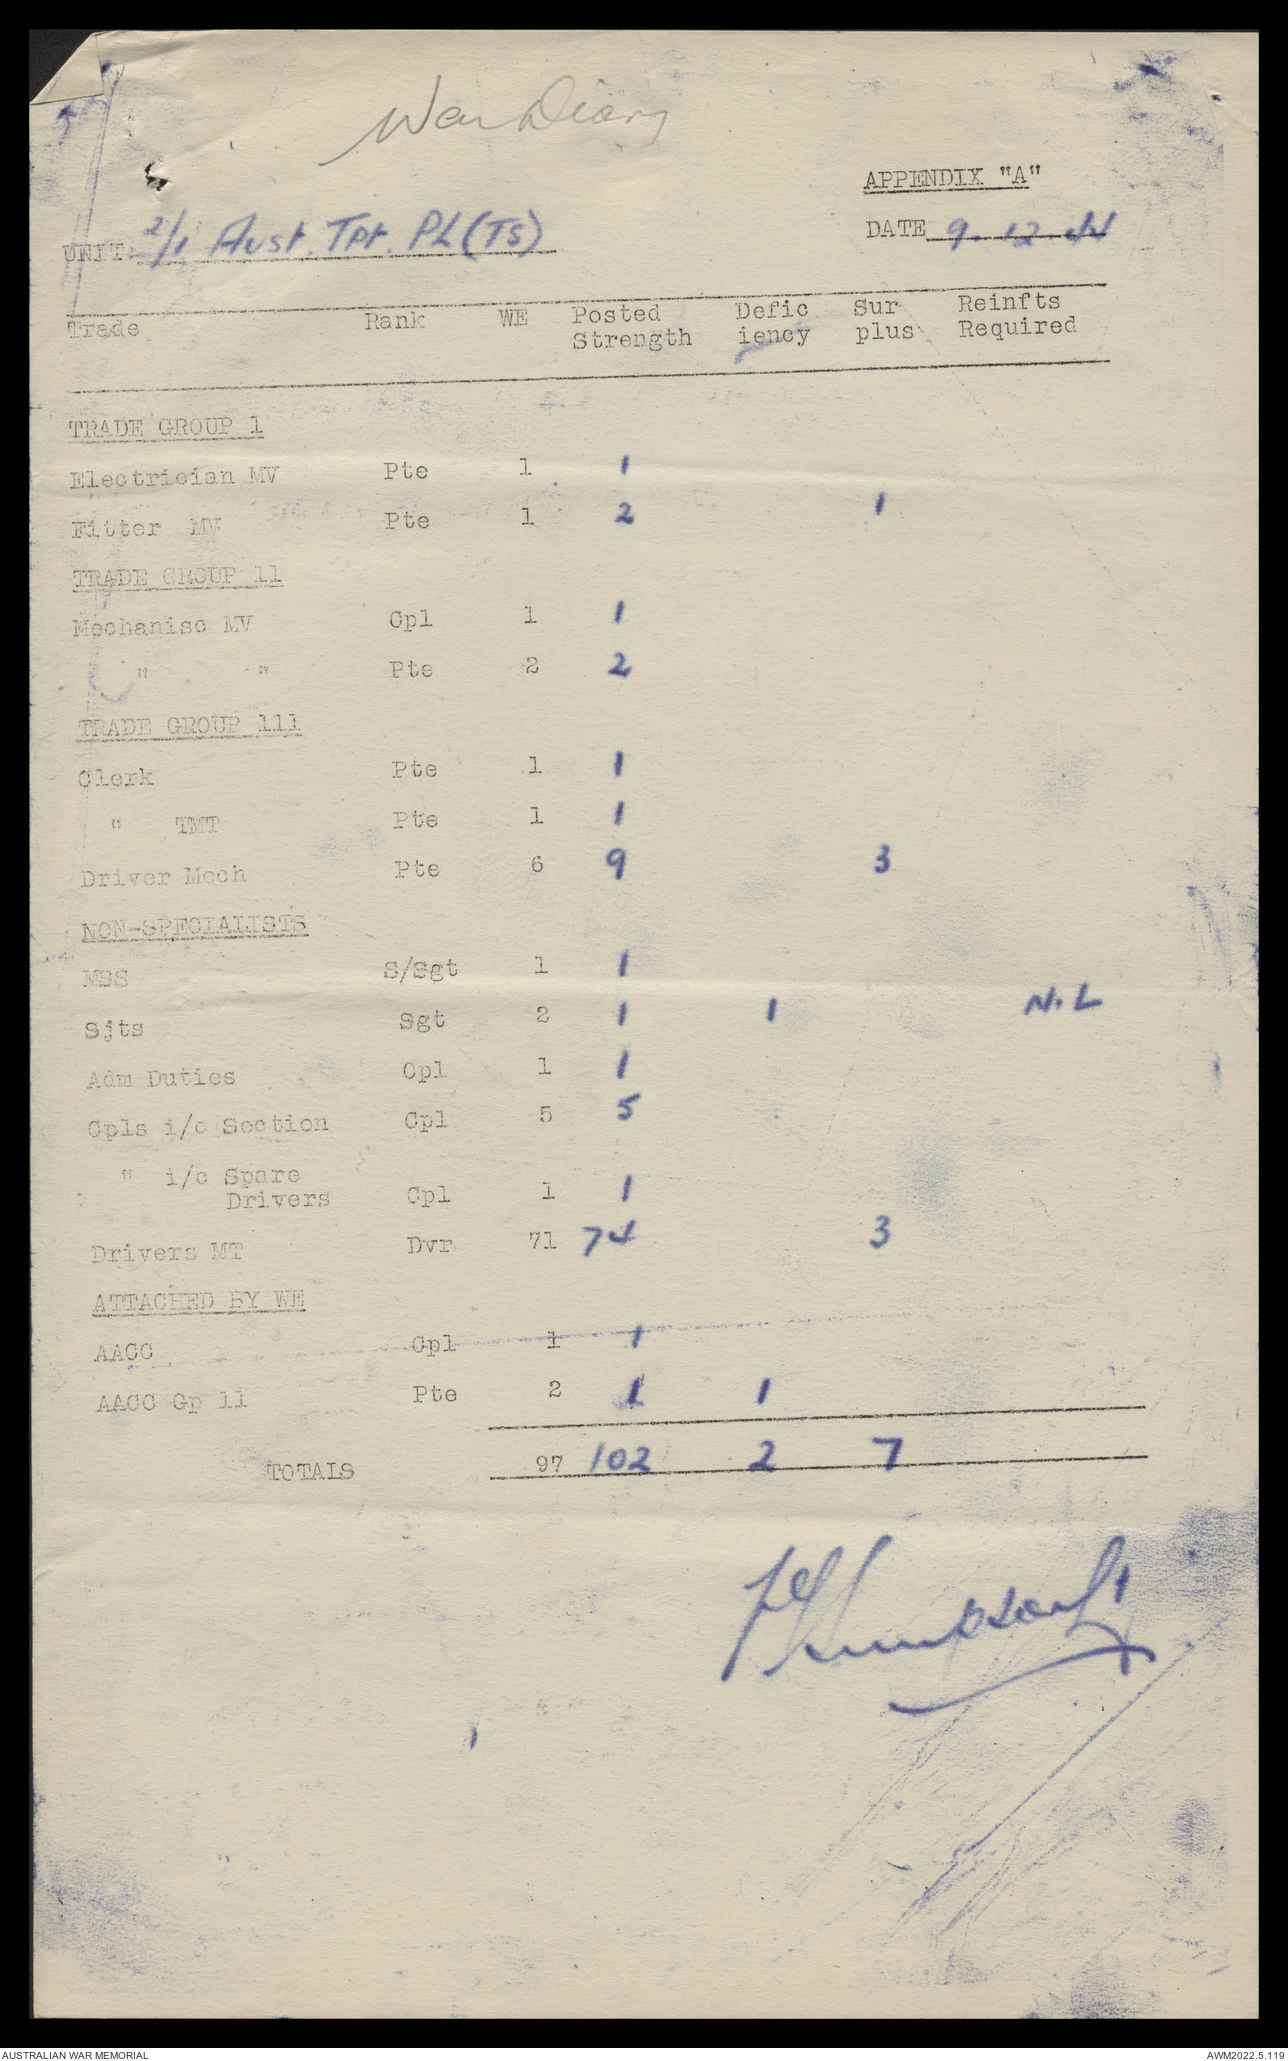 War Diary
APPENDIX "A"
UNIT: 2/1 Aust. Tpt. PL (TS) DATE 9.12.44
Trade Rank WE Posted Strength Defic iency Sur plus Reinfts Required
TRADE GROUP 1
Electrician MV Pte 1 1
Fitter MV Pte 1 2 1
TRADE GROUP 11
Mechanisc MV Cpl 1 1
" " Pte 2 2
TRADE GROUP 111
Clerk Pte 1 1
" TMT Pte 1 1
Driver Mech Pte 6 9 3
NON-SPECIALISTS
MSS S/Sgt 1 1
Sjts Sgt 2 1 1 N.L
Adm Duties Cpl 1 1
Cpls i/c Section Cpl 5 5
" i/c Spare
Drivers Cpl 1 1
Drivers MT Dvr 71 74 3
ATTACHED BY WE
AACC Cpl 1 1
AACC Gp 11 Pte 2 1 1
TOTALS 97 102 2 7
AUSTRALIAN WAR MEMORIAL AWM2022.5.119